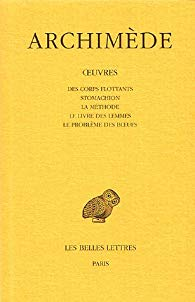 ARCHIMÈDE
ŒUVRES
DES CORPS FLOTTANTS
STOMACHION
LA MÉTHODE
LE LIVRE DES LEMMES
LE PROBLÈME DES BŒUFS
LES BELLES LETTRES
PARIS